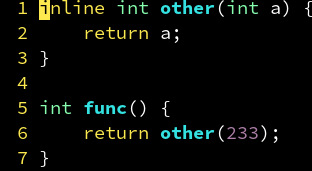 1 inline int other(int a) {
2     return a;
3 }
4
5 int func() {
6     return other(233);
7 }